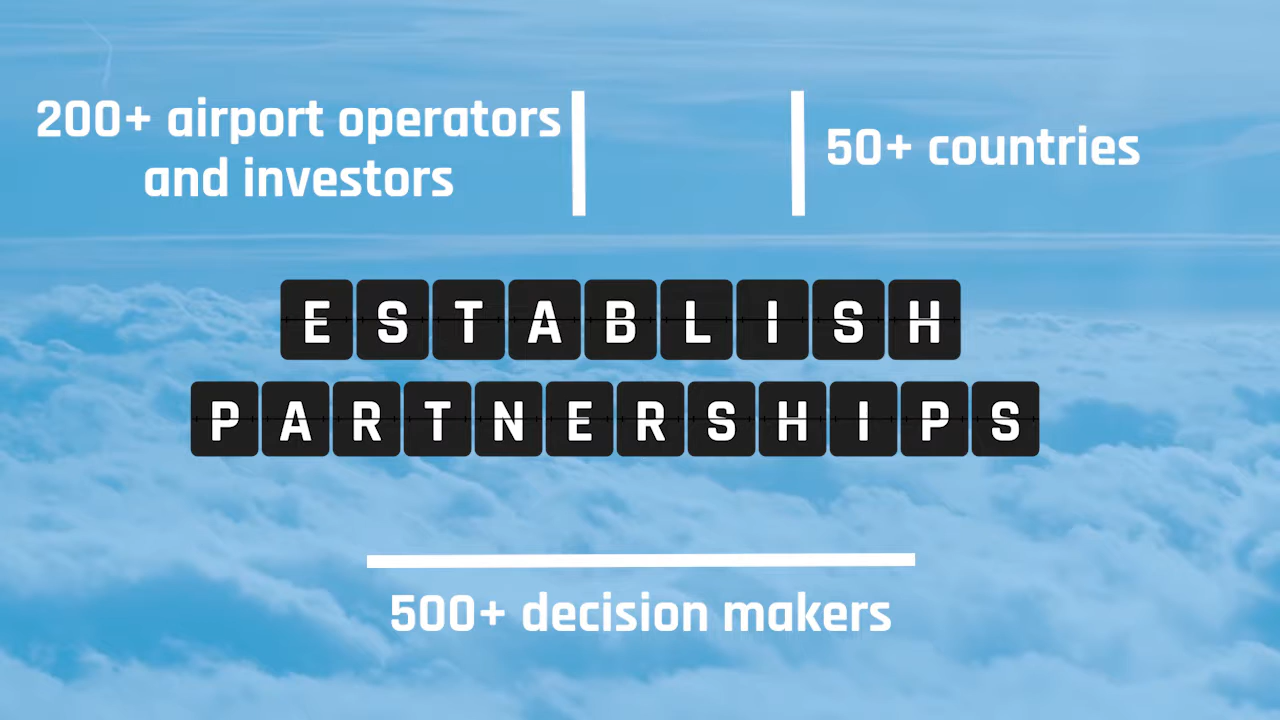 200+ airport operators
and investors
50+ countries
ESTABLISH
PARTNERSHIPS
500+ decision makers